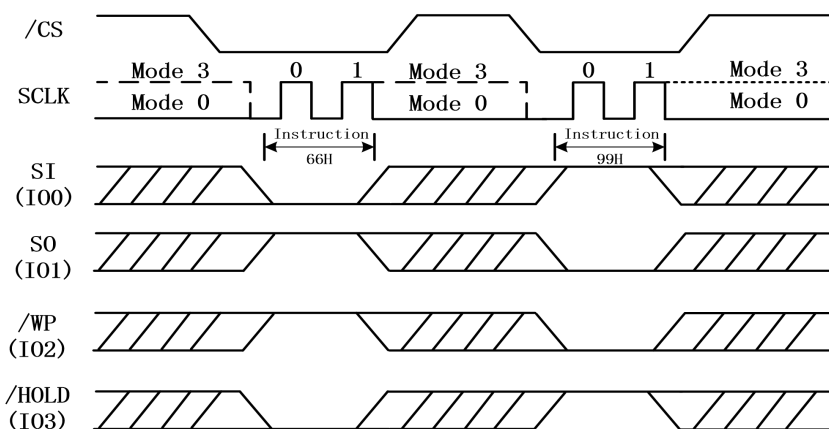 /CS
Mode 3 0 1 Mode 3 0 1 Mode 3
SCLK Mode 0 Mode 0 Mode 0
Instruction Instruction
66H 99H
SI
(IO0)
SO
(IO1)
/WP
(IO2)
/HOLD
(IO3)